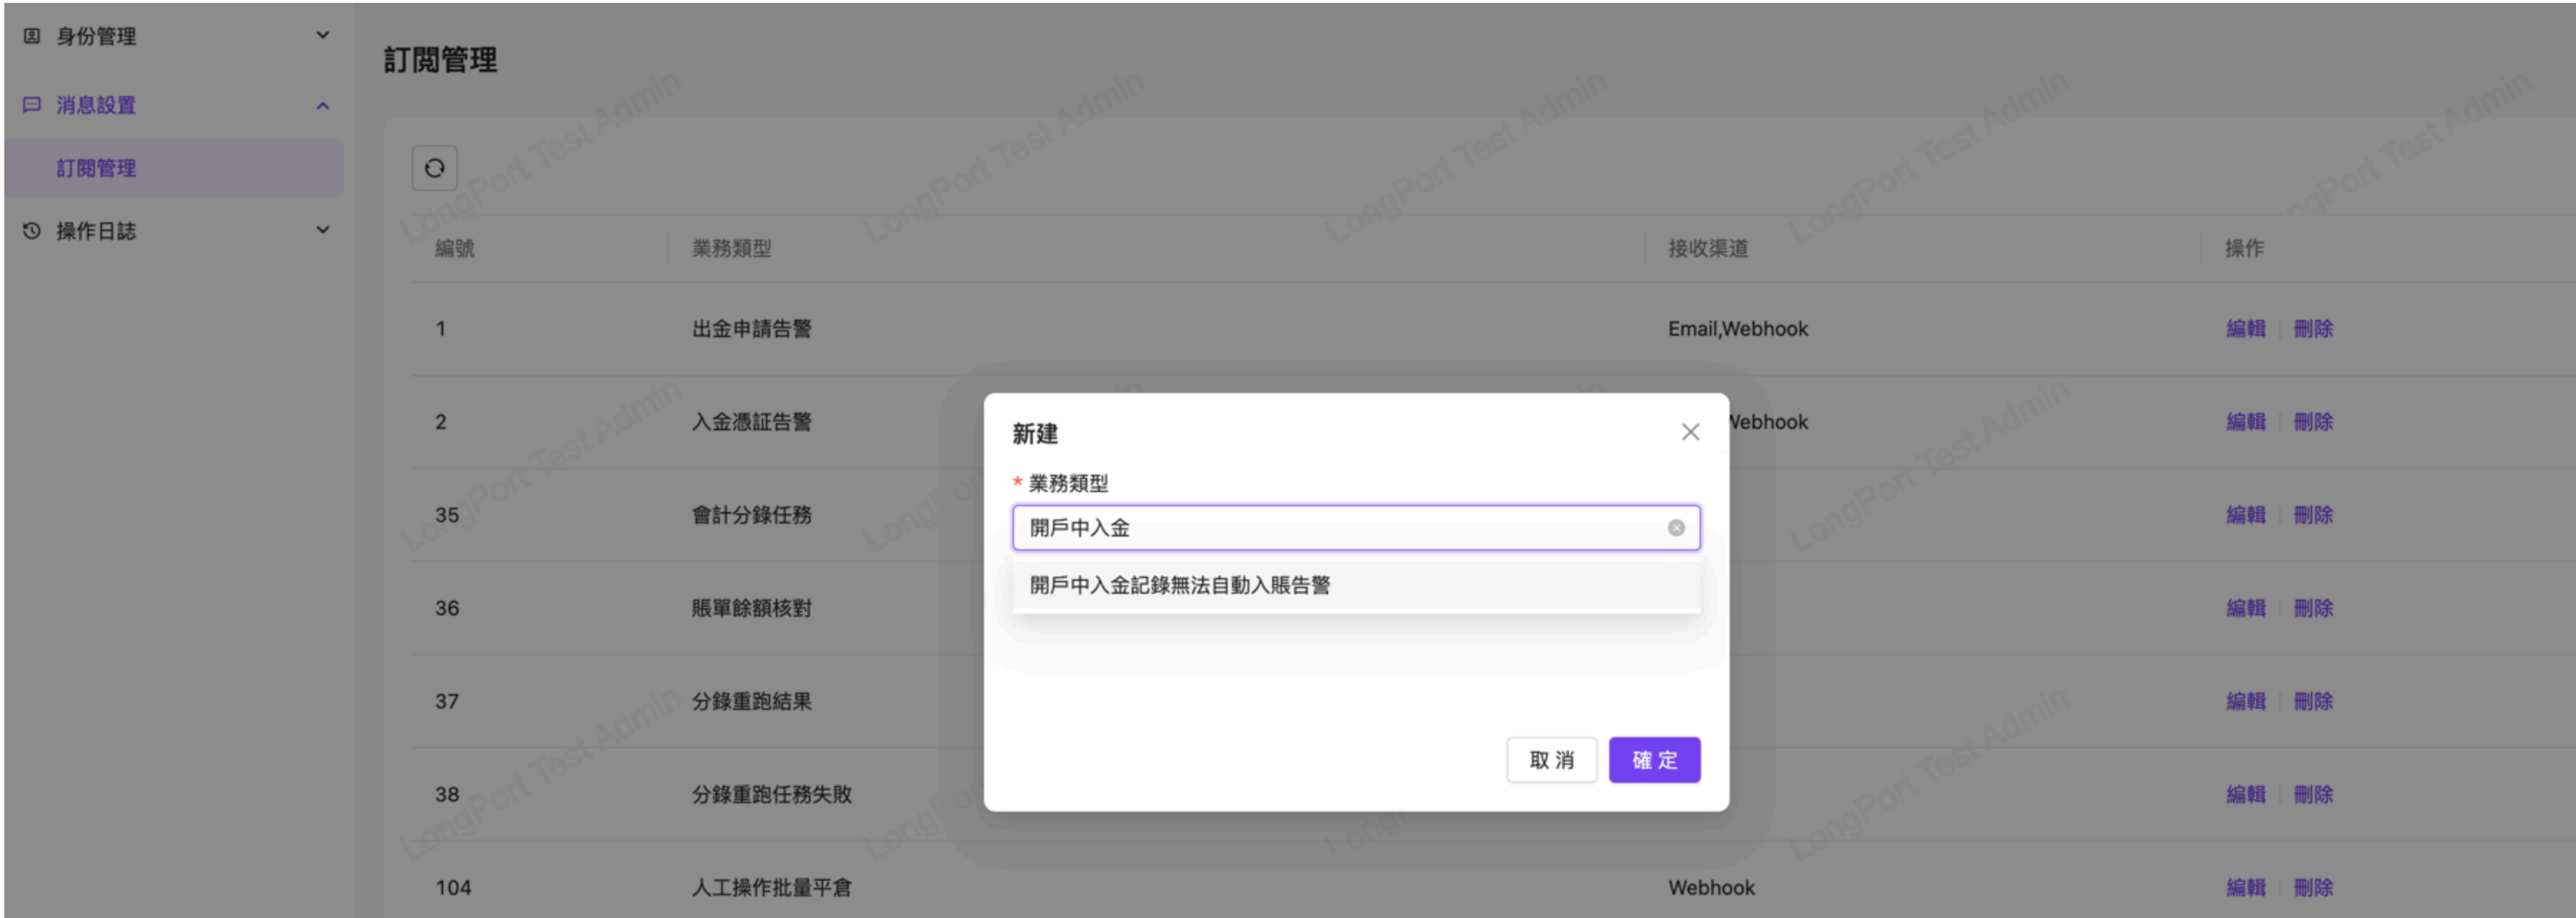 身份管理
消息設置
訂閱管理
操作日誌
訂閱管理
編號 業務類型 接收渠道 操作
1 出金申請告警 Email,Webhook 編輯 刪除
2 入金憑証告警 Webhook 編輯 刪除
35 會計分錄任務 編輯 刪除
36 賬單餘額核對 編輯 刪除
37 分錄重跑結果 編輯 刪除
38 分錄重跑任務失敗 編輯 刪除
104 人工操作批量平倉 Webhook 編輯 刪除
新建
* 業務類型
開戶中入金
開戶中入金記錄無法自動入賬告警
取消 確定
LongPort Test Admin